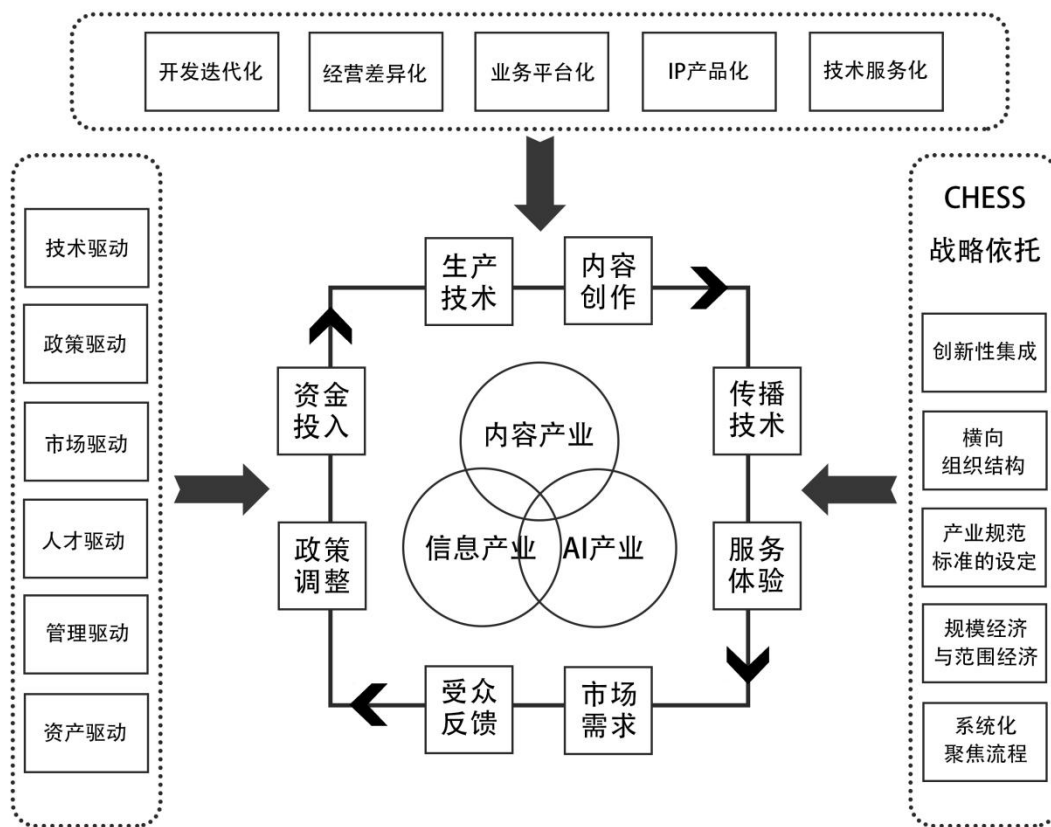 开发迭代化
经营差异化
业务平台化
IP产品化
技术服务化
技术驱动
政策驱动
市场驱动
人才驱动
管理驱动
资产驱动
生产
技术
内容
创作
传播
技术
服务
体验
市场
需求
受众
反馈
政策
调整
资金
投入
内容产业
信息产业
AI产业
CHESS
战略依托
创新性集成
横向
组织结构
产业规范
标准的设定
规模经济
与范围经济
系统化
聚焦流程